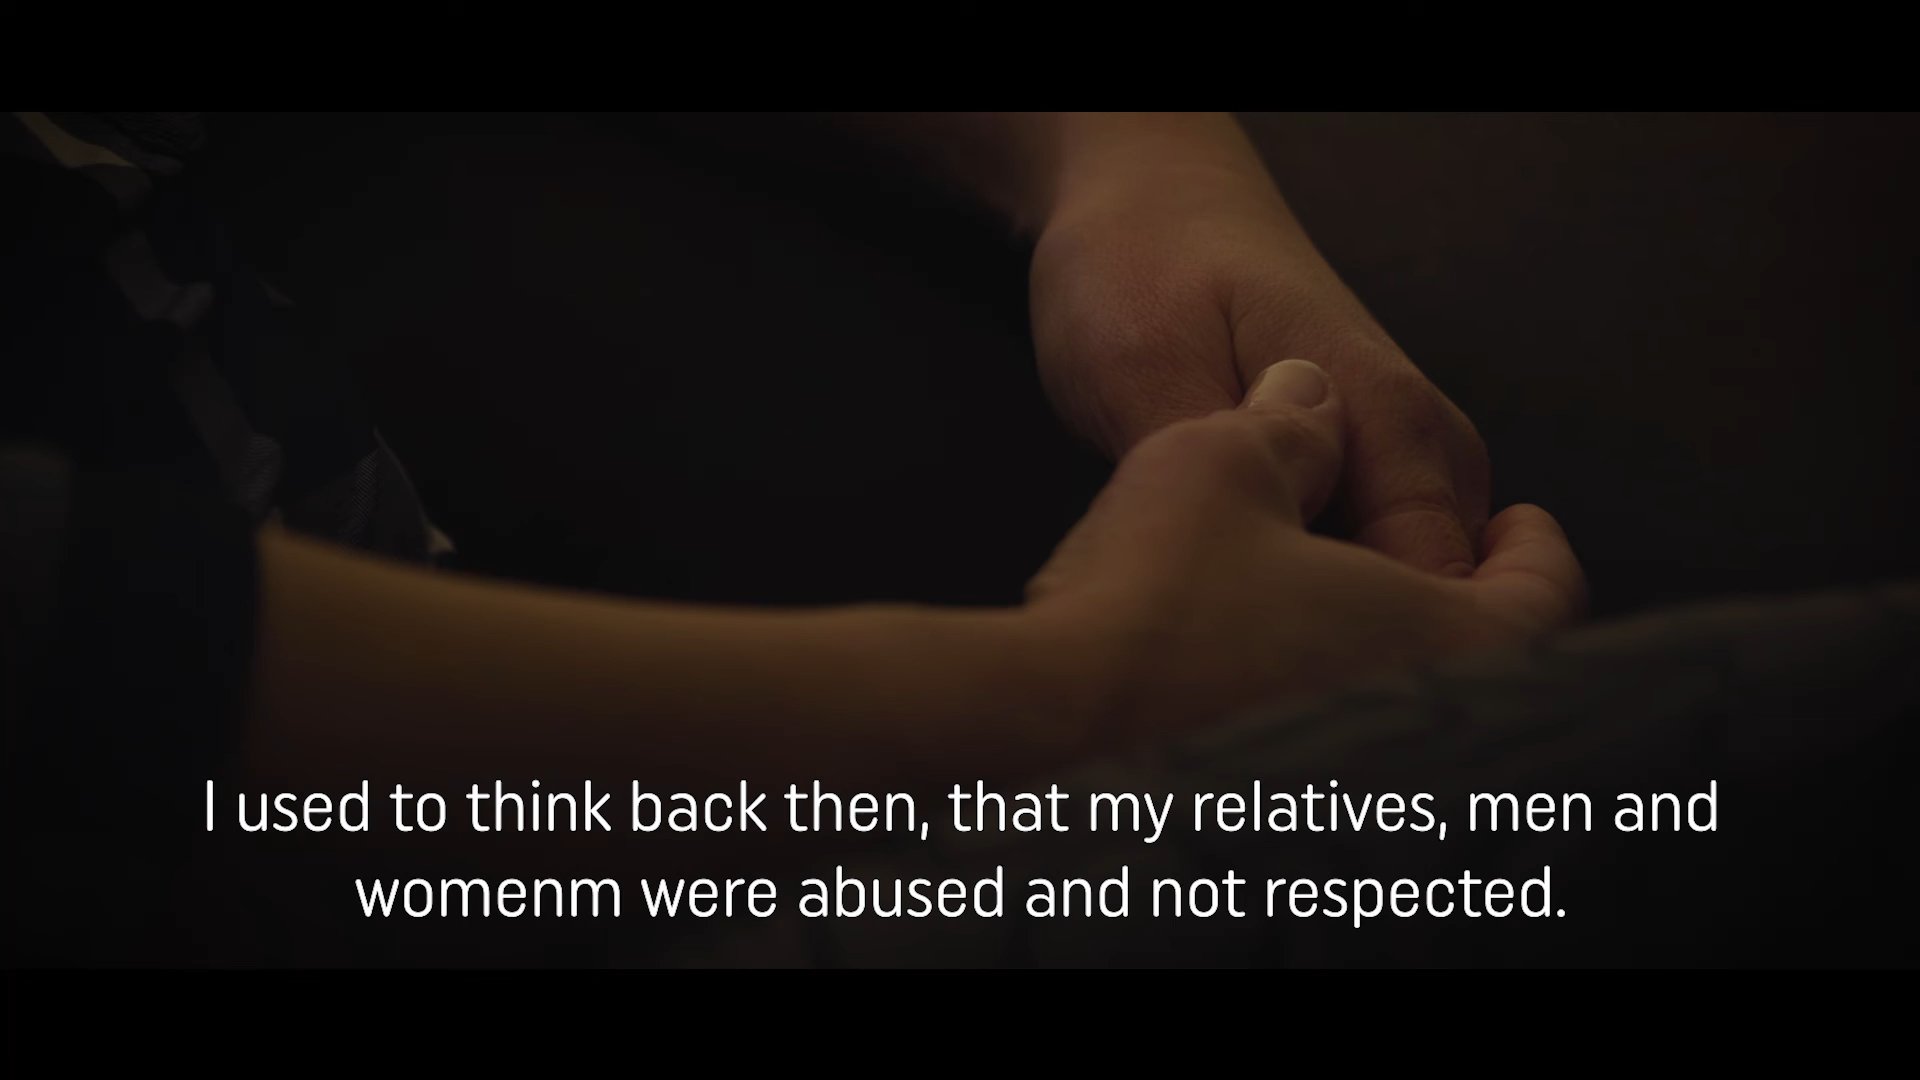 I used to think back then, that my relatives, men and
womenm were abused and not respected.